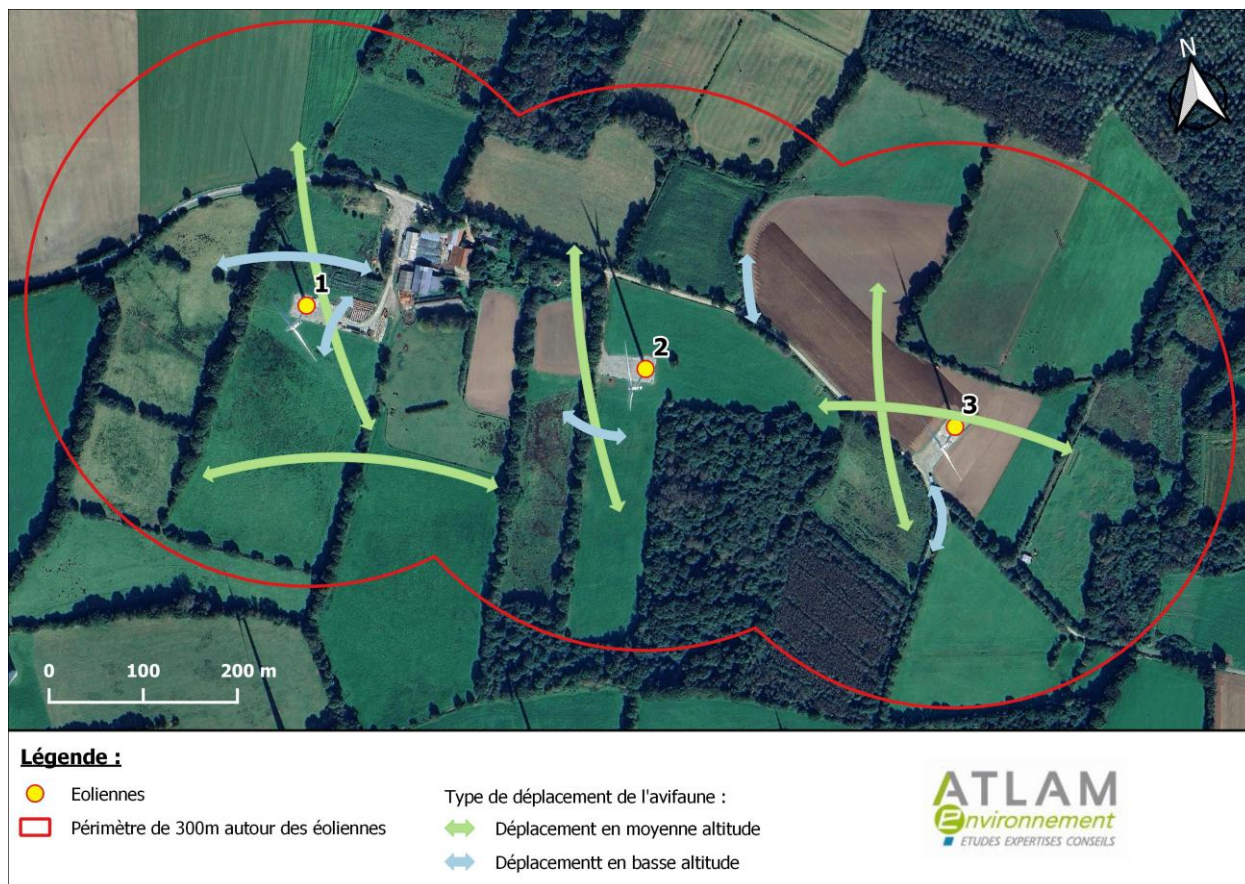 N
1
2
3
0 100 200 m
Légende :
Eoliennes
Périmètre de 300m autour des éoliennes
Type de déplacement de l'avifaune :
Déplacement en moyenne altitude
Déplacementt en basse altitude
ATLAM
environnement
ETUDES EXPERTISES CONSEILS